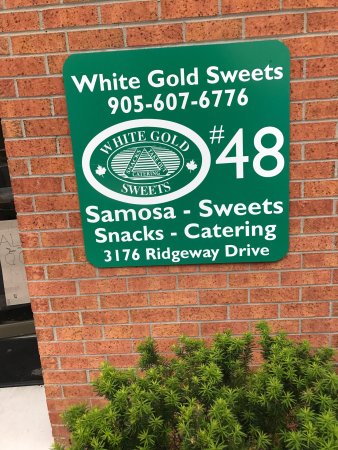 White Gold Sweets
905-607-6776
WHITE GOLD
CATERING
SWEETS
#48
Samosa - Sweets
Snacks - Catering
3176 Ridgeway Drive